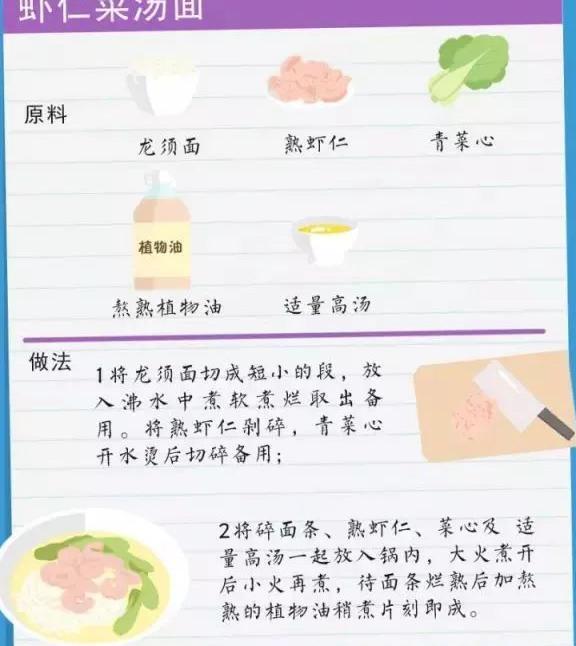 虾仁菜汤面
原料
龙须面
熟虾仁
青菜心
植物油
熬熟植物油
适量高汤
做法
1将龙须面切成短小的段，放
入沸水中煮软煮烂取出备
用。将熟虾仁剁碎，青菜心
开水烫后切碎备用；
2将碎面条、熟虾仁、菜心及 适
量高汤一起放入锅内，大火煮开
后小火再煮，待面条烂熟后加熬
熟的植物油稍煮片刻即成。